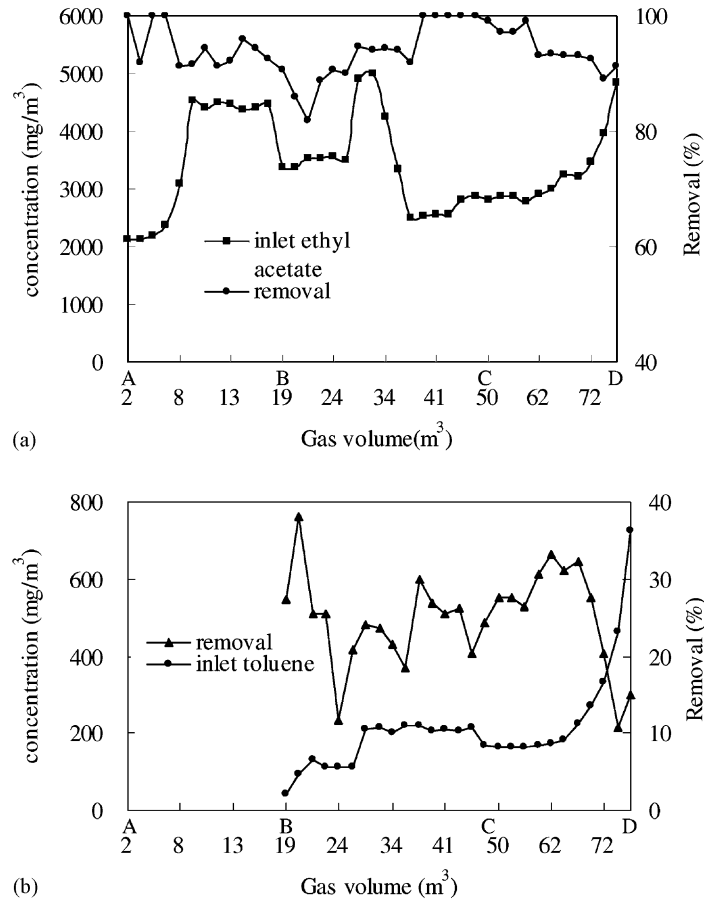 6000
5000
4000
3000
2000
1000
0
concentration (mg/m3)
100
80
60
40
Removal (%)
inlet ethyl
acetate
removal
A B C D
2 8 13 19 24 34 41 50 62 72
(a)
Gas volume(m3)
800
600
400
200
0
concentration (mg/m3)
40
30
20
10
0
Removal (%)
removal
inlet toluene
A B C D
2 8 13 19 24 34 41 50 62 72
(b)
Gas volume (m3)